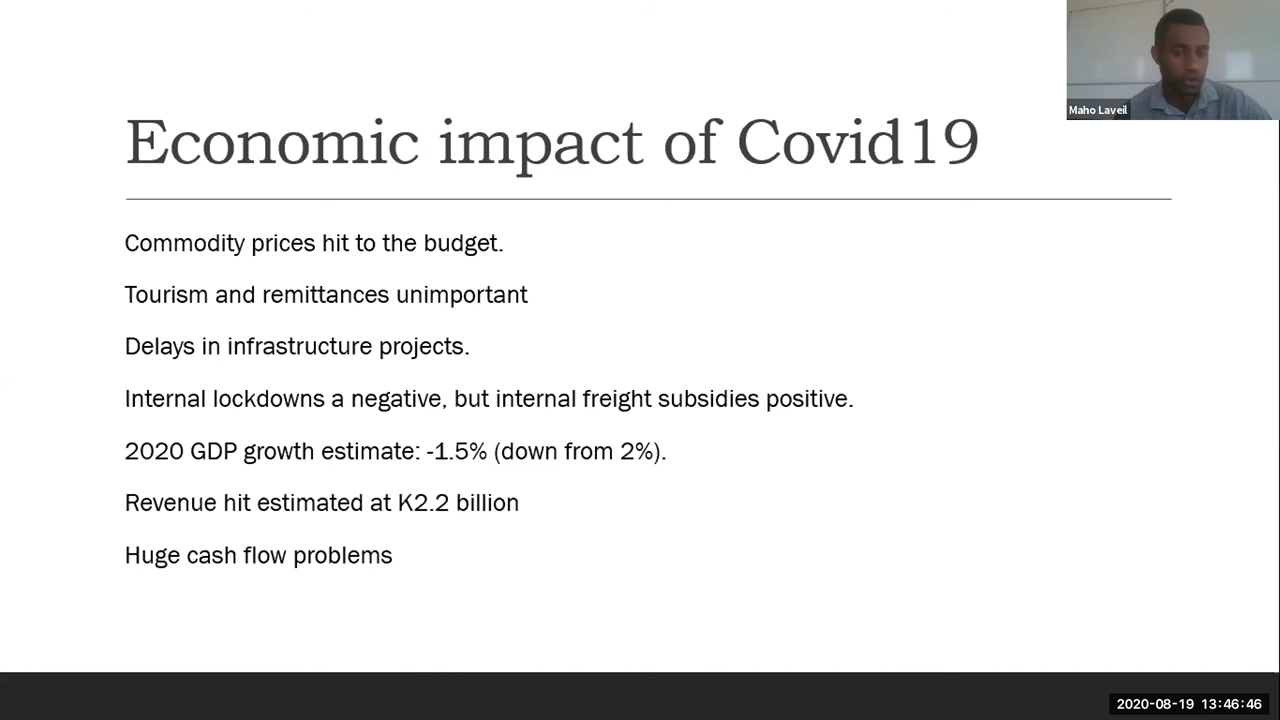 Maho Laveil
Economic impact of Covid19
Commodity prices hit to the budget.
Tourism and remittances unimportant
Delays in infrastructure projects.
Internal lockdowns a negative, but internal freight subsidies positive.
2020 GDP growth estimate: -1.5% (down from 2%).
Revenue hit estimated at K2.2 billion
Huge cash flow problems
2020-08-19 13:46:46